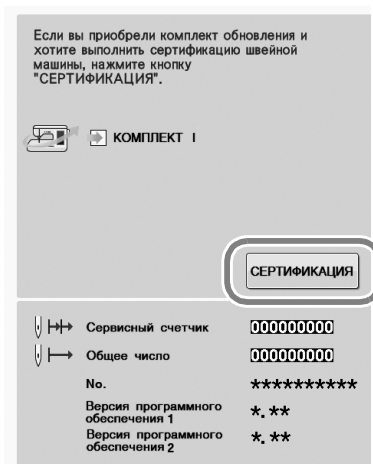 Если вы приобрели комплект обновления и
хотите выполнить сертификацию швейной
машины, нажмите кнопку
"СЕРТИФИКАЦИЯ".
КОМПЛЕКТ I
СЕРТИФИКАЦИЯ
Сервисный счетчик 000000000
Общее число 000000000
No. **********
Версия программного
обеспечения 1 *.**
Версия программного
обеспечения 2 *.**